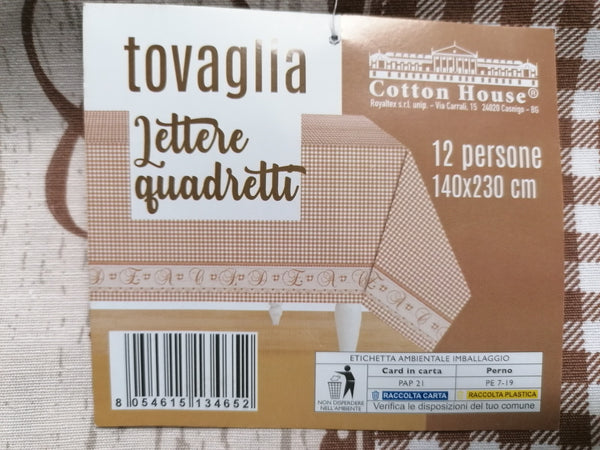 tovaglia
Lettere
quadretti
Cotton House®
Royaltex s.r.l. unip. - Via Carrali, 15 24020 Casnigo - BG
12 persone
140x230 cm
8 054615 134652
NON DISPERDERE
NELL'AMBIENTE
ETICHETTA AMBIENTALE IMBALLAGGIO
Card in carta Perno
PAP 21 PE 7-19
RACCOLTA CARTA RACCOLTA PLASTICA
Verifica le disposizioni del tuo comune